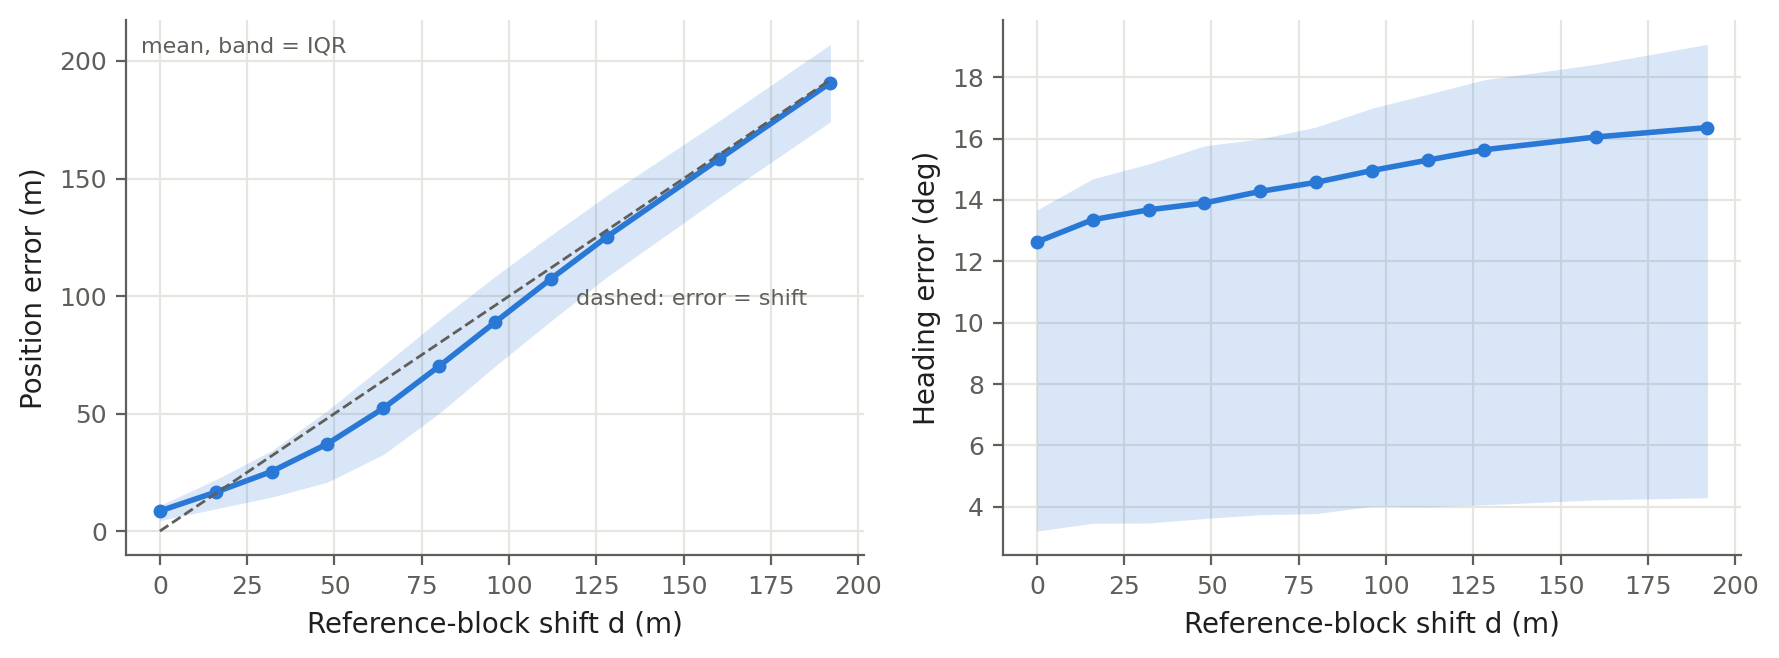 mean, band = IQR
dashed: error = shift
Position error (m)
0
50
100
150
200
0 25 50 75 100 125 150 175 200
Reference-block shift d (m)
Heading error (deg)
4
6
8
10
12
14
16
18
0 25 50 75 100 125 150 175 200
Reference-block shift d (m)